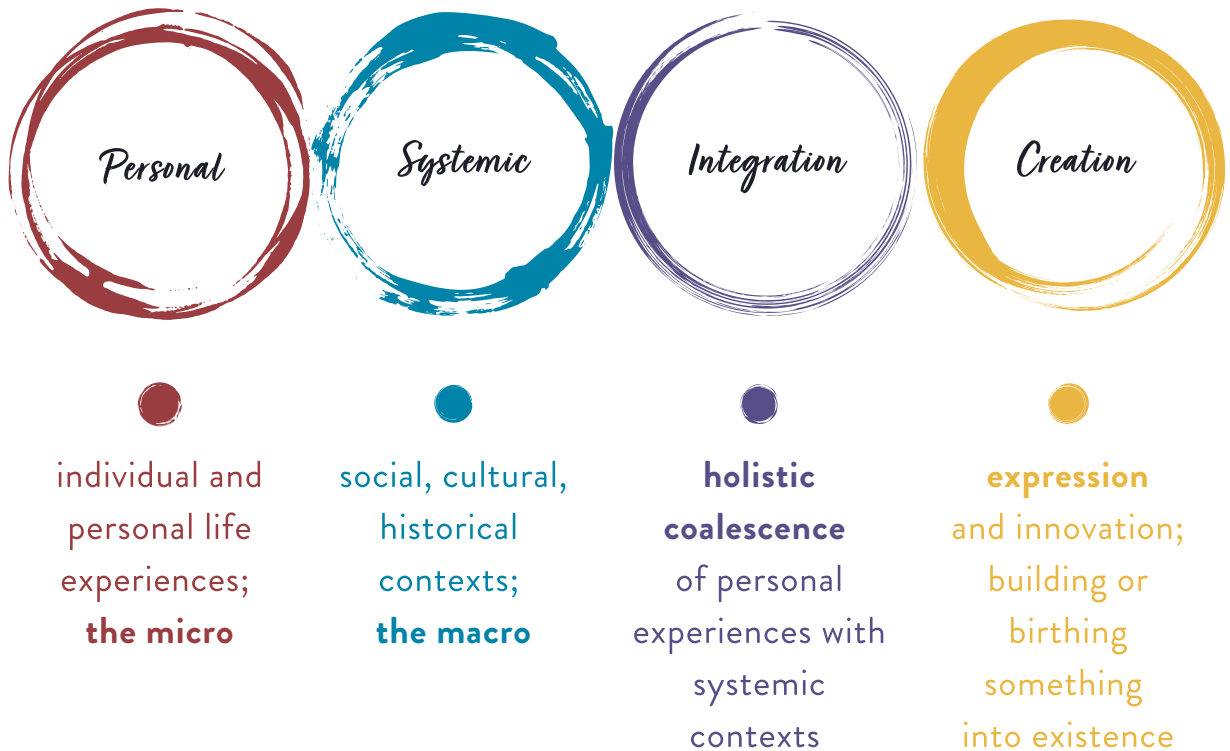 Personal
Systemic
Integration
Creation
individual and
personal life
experiences;
the micro
social, cultural,
historical
contexts;
the macro
holistic
coalescence
of personal
experiences with
systemic
contexts
expression
and innovation;
building or
birthing
something
into existence